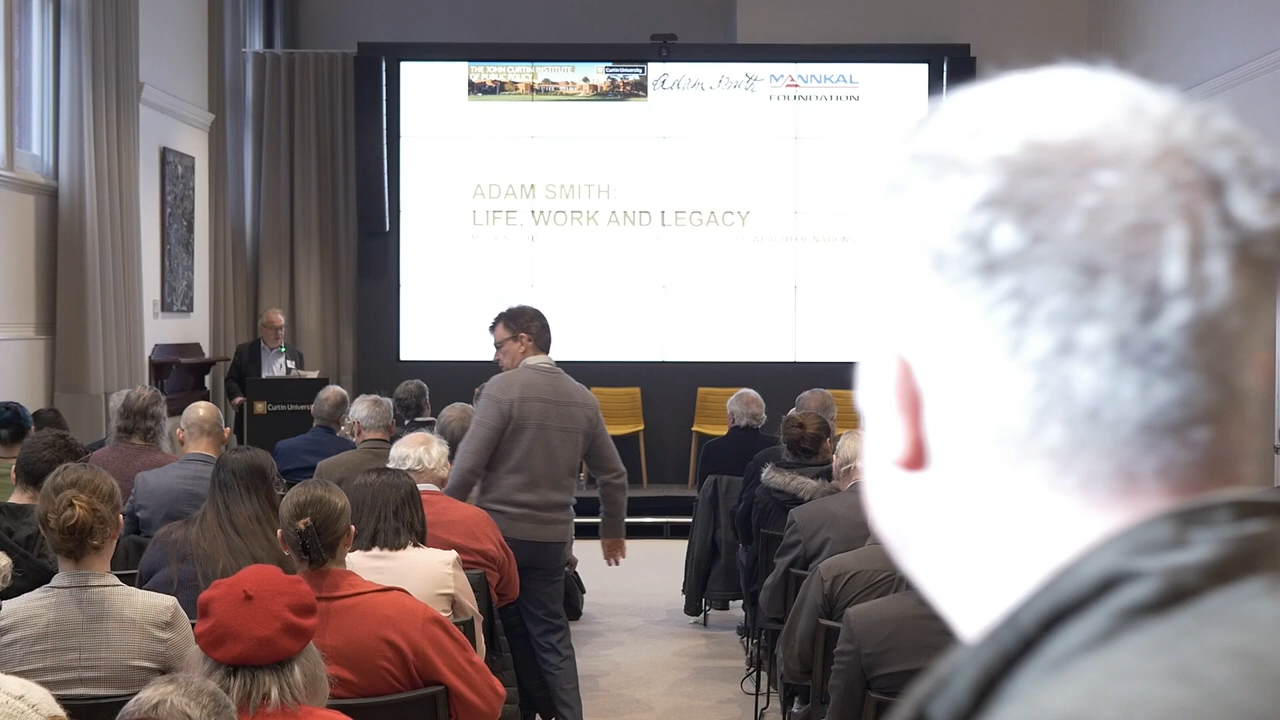 THE JOHN CURTIN INSTITUTE
OF PUBLIC POLICY
Curtin University
Adam Smith
MANNKAL
FOUNDATION
ADAM SMITH:
LIFE, WORK AND LEGACY
Curtin University